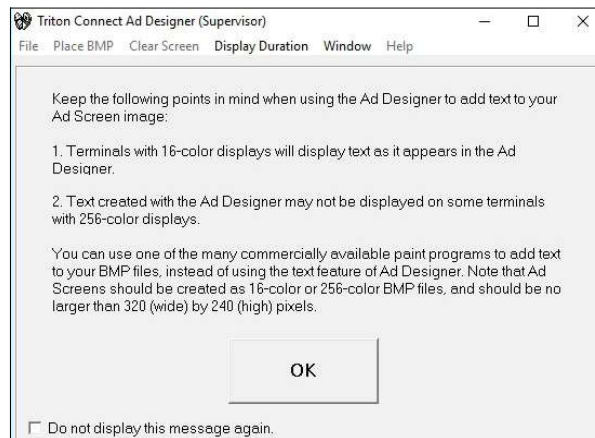 Triton Connect Ad Designer (Supervisor)
File Place BMP Clear Screen Display Duration Window Help
Keep the following points in mind when using the Ad Designer to add text to your
Ad Screen image:
1. Terminals with 16-color displays will display text as it appears in the Ad
Designer.
2. Text created with the Ad Designer may not be displayed on some terminals
with 256-color displays.
You can use one of the many commercially available paint programs to add text
to your BMP files, instead of using the text feature of Ad Designer. Note that Ad
Screens should be created as 16-color or 256-color BMP files, and should be no
larger than 320 (wide) by 240 (high) pixels.
OK
Do not display this message again.